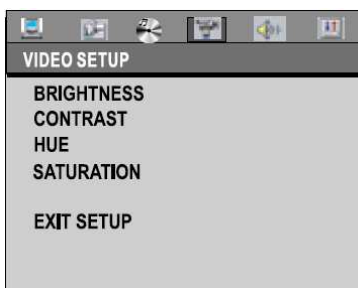 VIDEO SETUP
BRIGHTNESS
CONTRAST
HUE
SATURATION
EXIT SETUP